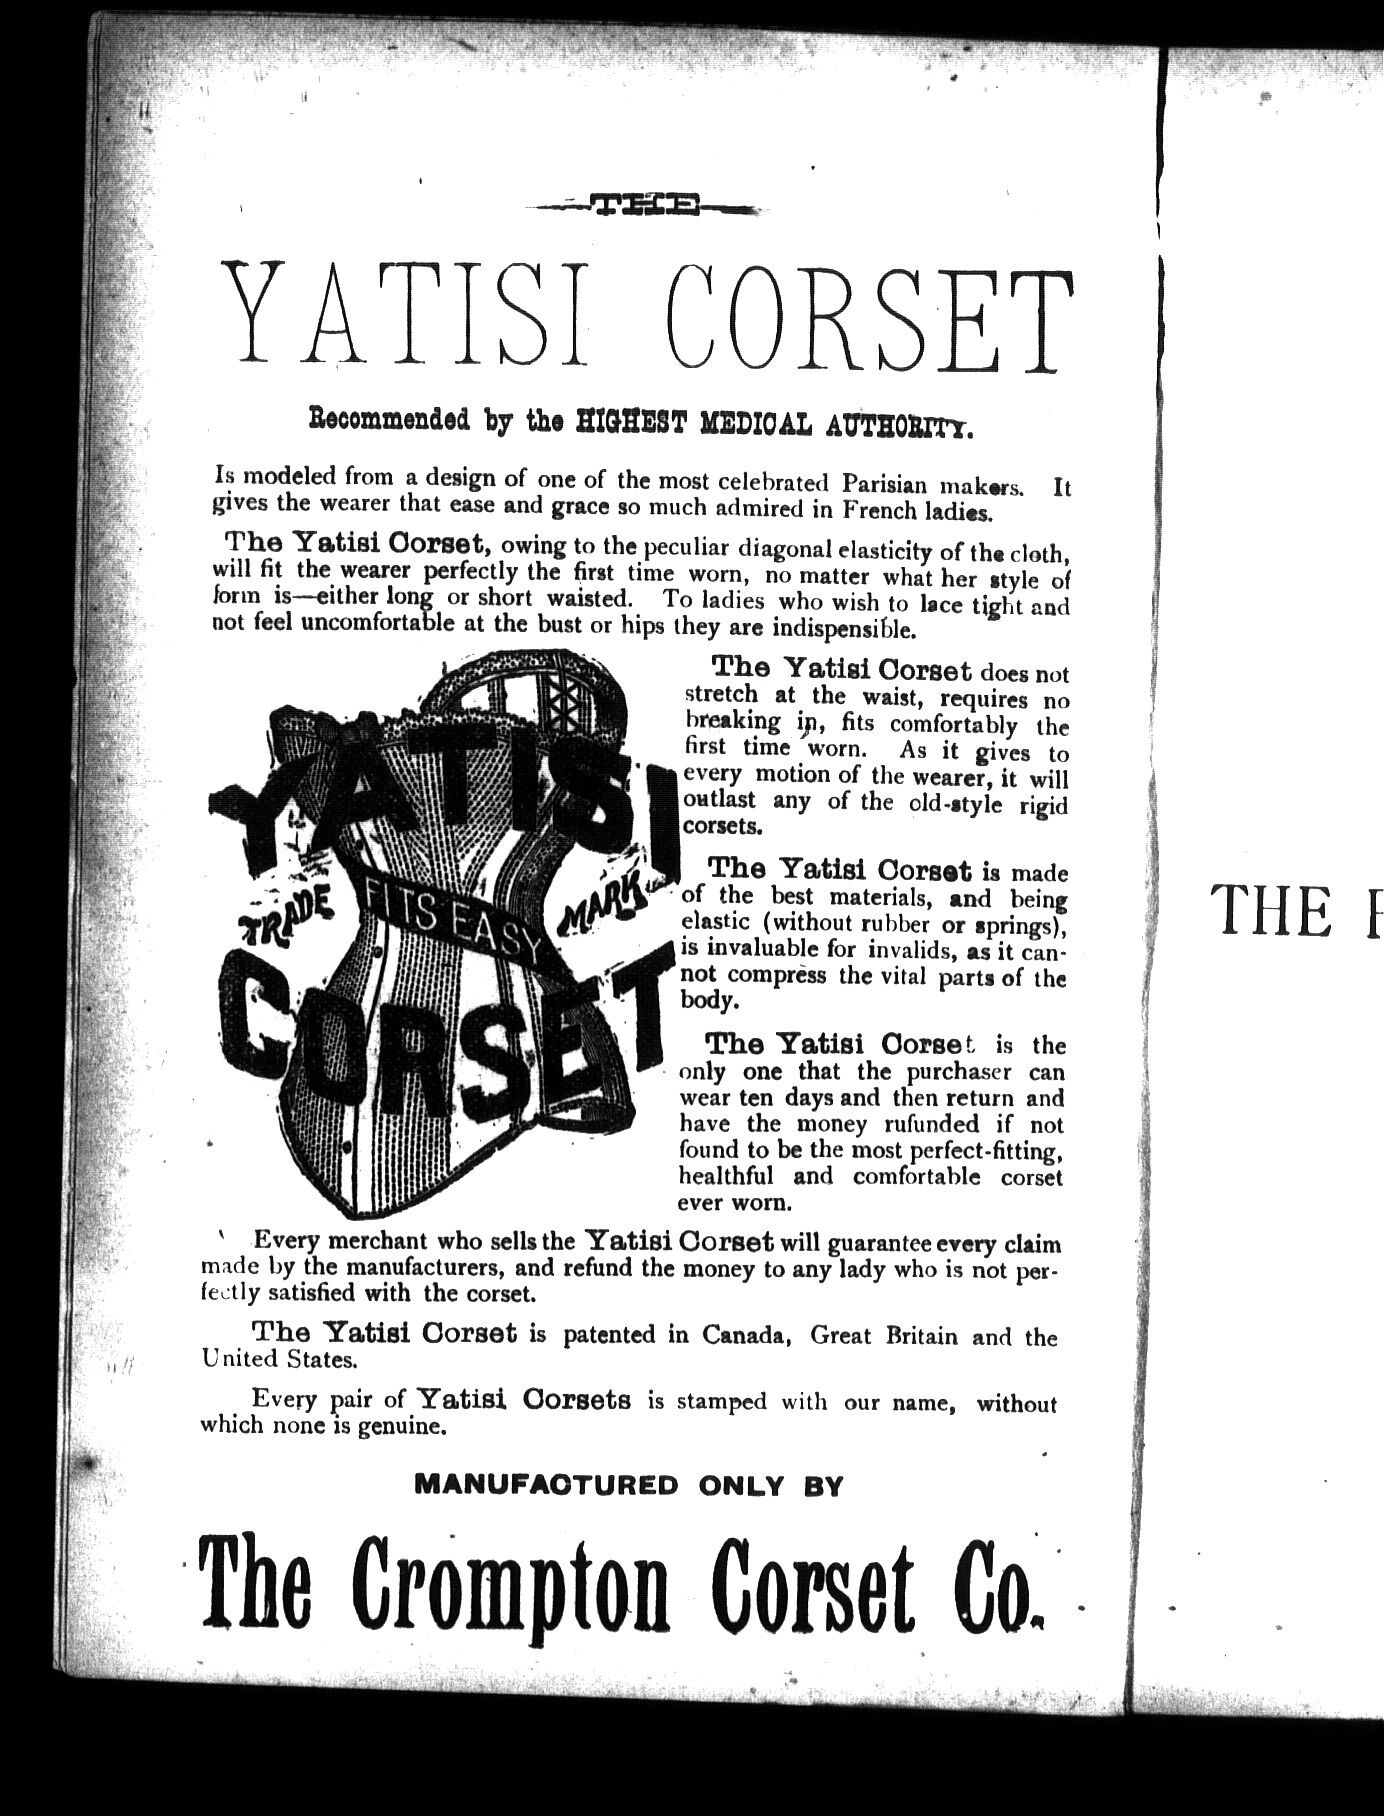 THE
YATISI CORSET
Recommended by the HIGHEST MEDICAL AUTHORITY.
Is modeled from a design of one of the most celebrated Parisian makers. It
gives the wearer that ease and grace so much admired in French ladies.
The Yatisi Corset, owing to the peculiar diagonal elasticity of the cloth,
will fit the wearer perfectly the first time worn, no matter what her style of
form is—either long or short waisted. To ladies who wish to lace tight and
not feel uncomfortable at the bust or hips they are indispensible.
YATISI
TRADE
FITS EASY
MARK
CORSET
The Yatisi Corset does not
stretch at the waist, requires no
breaking in, fits comfortably the
first time worn. As it gives to
every motion of the wearer, it will
outlast any of the old-style rigid
corsets.
The Yatisi Corset is made
of the best materials, and being
elastic (without rubber or springs),
is invaluable for invalids, as it can-
not compress the vital parts of the
body.
The Yatisi Corset is the
only one that the purchaser can
wear ten days and then return and
have the money rufunded if not
found to be the most perfect-fitting,
healthful and comfortable corset
ever worn.
Every merchant who sells the Yatisi Corset will guarantee every claim
made by the manufacturers, and refund the money to any lady who is not per-
fectly satisfied with the corset.
The Yatisi Corset is patented in Canada, Great Britain and the
United States.
Every pair of Yatisi Corsets is stamped with our name, without
which none is genuine.
MANUFACTURED ONLY BY
The Crompton Corset Co.
THE